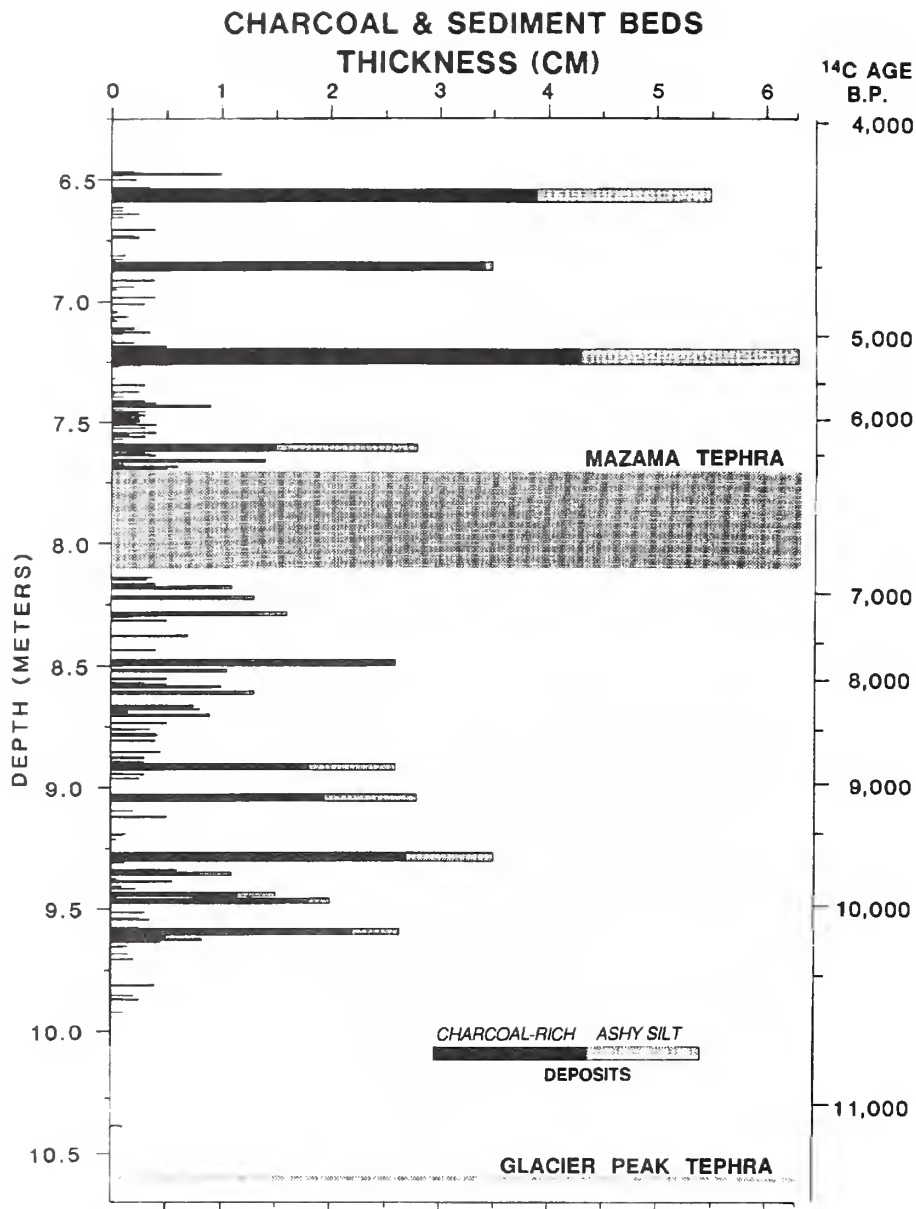 CHARCOAL & SEDIMENT BEDS
THICKNESS (CM)
14C AGE
B.P.
0 1 2 3 4 5 6
4,000
6.5
7.0
5,000
7.5
6,000
MAZAMA TEPHRA
8.0
7,000
8.5
8,000
DEPTH (METERS)
9.0
9,000
9.5
10,000
10.0
CHARCOAL-RICH ASHY SILT
DEPOSITS
11,000
10.5
GLACIER PEAK TEPHRA